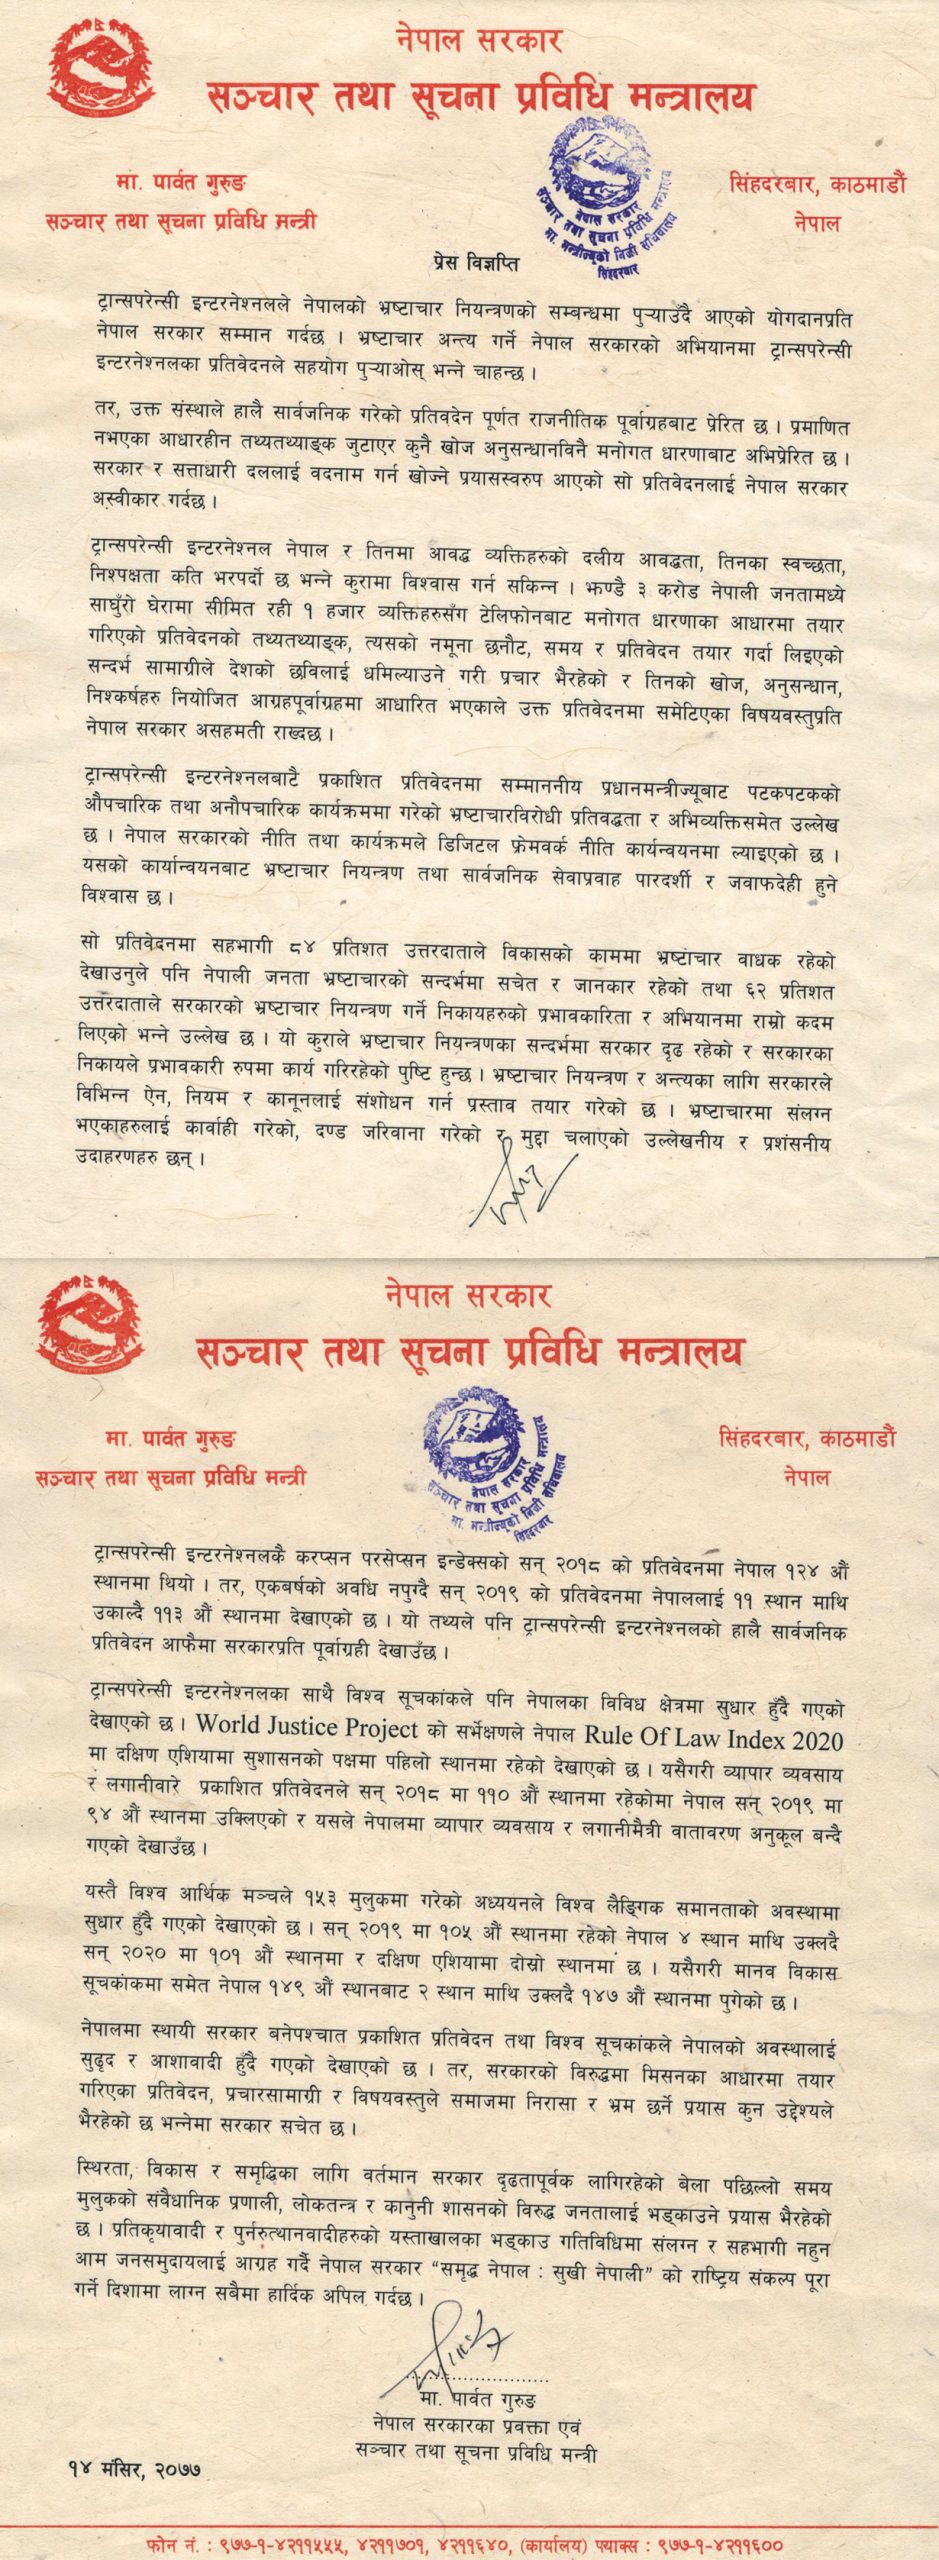 नेपाल सरकार
सञ्चार तथा सूचना प्रविधि मन्त्रालय
मा. पार्वत गुरुङ
सञ्चार तथा सूचना प्रविधि मन्त्री
सिंहदरबार, काठमाडौं
नेपाल
नेपाल सरकार
सञ्चार तथा सूचना प्रविधि मन्त्रालय
मा. मन्त्रीज्यूको निजी सचिवालय
सिंहदरबार
प्रेस विज्ञप्ति
ट्रान्सपरेन्सी इन्टरनेश्नलले नेपालको भ्रष्टाचार नियन्त्रणको सम्बन्धमा पुऱ्याउँदै आएको योगदानप्रति
नेपाल सरकार सम्मान गर्दछ । भ्रष्टाचार अन्त्य गर्ने नेपाल सरकारको अभियानमा ट्रान्सपरेन्सी
इन्टरनेश्नलका प्रतिवेदनले सहयोग पुऱ्याओस् भन्ने चाहन्छ ।
तर, उक्त संस्थाले हालै सार्वजनिक गरेको प्रतिवदेन पूर्णत राजनीतिक पूर्वाग्रहबाट प्रेरित छ । प्रमाणित
नभएका आधारहीन तथ्यतथ्याङ्क जुटाएर कुनै खोज अनुसन्धानविनै मनोगत धारणाबाट अभिप्रेरित छ ।
सरकार र सत्ताधारी दललाई वदनाम गर्न खोज्ने प्रयासस्वरुप आएको सो प्रतिवेदनलाई नेपाल सरकार
अस्वीकार गर्दछ ।
ट्रान्सपरेन्सी इन्टरनेश्नल नेपाल र तिनमा आवद्ध व्यक्तिहरुको दलीय आवद्धता, तिनका स्वच्छता,
निश्पक्षता कति भरपर्दो छ भन्ने कुरामा विश्वास गर्न सकिन्न । झण्डै ३ करोड नेपाली जनतामध्ये
साघुँरो घेरामा सीमित रही १ हजार व्यक्तिहरुसँग टेलिफोनबाट मनोगत धारणाका आधारमा तयार
गरिएको प्रतिवेदनको तथ्यतथ्याङ्क, त्यसको नमूना छनौट, समय र प्रतिवेदन तयार गर्दा लिइएको
सन्दर्भ सामाग्रीले देशको छविलाई धमिल्याउने गरी प्रचार भैरहेको र तिनको खोज, अनुसन्धान,
निश्कर्षहरु नियोजित आग्रहपूर्वाग्रहमा आधारित भएकाले उक्त प्रतिवेदनमा समेटिएका विषयवस्तुप्रति
नेपाल सरकार असहमती राख्दछ ।
ट्रान्सपरेन्सी इन्टरनेश्नलबाटै प्रकाशित प्रतिवेदनमा सम्माननीय प्रधानमन्त्रीज्यूबाट पटकपटकको
औपचारिक तथा अनौपचारिक कार्यक्रममा गरेको भ्रष्टाचारविरोधी प्रतिवद्धता र अभिव्यक्तिसमेत उल्लेख
छ । नेपाल सरकारको नीति तथा कार्यक्रमले डिजिटल फ्रेमवर्क नीति कार्यन्वयनमा ल्याइएको छ ।
यसको कार्यान्वयनबाट भ्रष्टाचार नियन्त्रण तथा सार्वजनिक सेवाप्रवाह पारदर्शी र जवाफदेही हुने
विश्वास छ ।
सो प्रतिवेदनमा सहभागी ८४ प्रतिशत उत्तरदाताले विकासको काममा भ्रष्टाचार वाधक रहेको
देखाउनुले पनि नेपाली जनता भ्रष्टाचारको सन्दर्भमा सचेत र जानकार रहेको तथा ६२ प्रतिशत
उत्तरदाताले सरकारको भ्रष्टाचार नियन्त्रण गर्ने निकायहरुको प्रभावकारिता र अभियानमा राम्रो कदम
लिएको भन्ने उल्लेख छ । यो कुराले भ्रष्टाचार नियन्त्रणका सन्दर्भमा सरकार दृढ रहेको र सरकारका
निकायले प्रभावकारी रुपमा कार्य गरिरहेको पुष्टि हुन्छ । भ्रष्टाचार नियन्त्रण र अन्त्यका लागि सरकारले
विभिन्न ऐन, नियम र कानूनलाई संशोधन गर्न प्रस्ताव तयार गरेको छ । भ्रष्टाचारमा संलग्न
भएकाहरुलाई कार्वाही गरेको, दण्ड जरिवाना गरेको र मुद्दा चलाएको उल्लेखनीय र प्रशंसनीय
उदाहरणहरु छन् ।
नेपाल सरकार
सञ्चार तथा सूचना प्रविधि मन्त्रालय
मा. पार्वत गुरुङ
सञ्चार तथा सूचना प्रविधि मन्त्री
सिंहदरबार, काठमाडौं
नेपाल
नेपाल सरकार
सञ्चार तथा सूचना प्रविधि मन्त्रालय
मा. मन्त्रीज्यूको निजी सचिवालय
सिंहदरबार
ट्रान्सपरेन्सी इन्टरनेश्नलकै करप्सन परसेप्सन इन्डेक्सको सन् २०१८ को प्रतिवेदनमा नेपाल १२४ औं
स्थानमा थियो । तर, एकबर्षको अवधि नपुग्दै सन् २०१९ को प्रतिवेदनमा नेपाललाई ११ स्थान माथि
उकाल्दै ११३ औं स्थानमा देखाएको छ । यो तथ्यले पनि ट्रान्सपरेन्सी इन्टरनेश्नलको हालै सार्वजनिक
प्रतिवेदन आफैमा सरकारप्रति पूर्वाग्रही देखाउँछ ।
ट्रान्सपरेन्सी इन्टरनेश्नलका साथै विश्व सूचकांकले पनि नेपालका विविध क्षेत्रमा सुधार हुँदै गएको
देखाएको छ । World Justice Project को सर्भेक्षणले नेपाल Rule Of Law Index 2020
मा दक्षिण एशियामा सुशासनको पक्षमा पहिलो स्थानमा रहेको देखाएको छ । यसैगरी व्यापार व्यवसाय
र लगानीवारे प्रकाशित प्रतिवेदनले सन् २०१८ मा ११० औं स्थानमा रहेकोमा नेपाल सन् २०१९ मा
९४ औं स्थानमा उक्लिएको र यसले नेपालमा व्यापार व्यवसाय र लगानीमैत्री वातावरण अनुकूल बन्दै
गएको देखाउँछ ।
यस्तै विश्व आर्थिक मञ्चले १५३ मुलुकमा गरेको अध्ययनले विश्व लैङ्गिक समानताको अवस्थामा
सुधार हुँदै गएको देखाएको छ । सन् २०१९ मा १०५ औं स्थानमा रहेको नेपाल ४ स्थान माथि उक्लदै
सन् २०२० मा १०१ औं स्थानमा र दक्षिण एशियामा दोस्रो स्थानमा छ । यसैगरी मानव विकास
सूचकांकमा समेत नेपाल १४९ औं स्थानबाट २ स्थान माथि उक्लदै १४७ औं स्थानमा पुगेको छ ।
नेपालमा स्थायी सरकार बनेपश्चात प्रकाशित प्रतिवेदन तथा विश्व सूचकांकले नेपालको अवस्थालाई
सुढृद र आशावादी हुँदै गएको देखाएको छ । तर, सरकारको विरुद्धमा मिसनका आधारमा तयार
गरिएका प्रतिवेदन, प्रचारसामाग्री र विषयवस्तुले समाजमा निरासा र भ्रम छर्ने प्रयास कुन उद्देश्यले
भैरहेको छ भन्नेमा सरकार सचेत छ ।
स्थिरता, विकास र समृद्धिका लागि वर्तमान सरकार दृढतापूर्वक लागिरहेको बेला पछिल्लो समय
मुलुकको संवैधानिक प्रणाली, लोकतन्त्र र कानुनी शासनको विरुद्ध जनतालाई भड्काउने प्रयास भैरहेको
छ । प्रतिकृयावादी र पुर्नरुत्थानवादीहरुको यस्ताखालका भड्काउ गतिविधिमा संलग्न र सहभागी नहुन
आम जनसमुदायलाई आग्रह गर्दै नेपाल सरकार “समृद्ध नेपाल : सुखी नेपाली” को राष्ट्रिय संकल्प पूरा
गर्ने दिशामा लाग्न सबैमा हार्दिक अपिल गर्दछ ।
मा. पार्वत गुरुङ
नेपाल सरकारका प्रवक्ता एवं
सञ्चार तथा सूचना प्रविधि मन्त्री
१४ मंसिर, २०७७
फोन नं. : ९७७-१-४२११५५५, ४२११७०१, ४२११६४०, (कार्यालय) फ्याक्स : ९७७-१-४२११६००